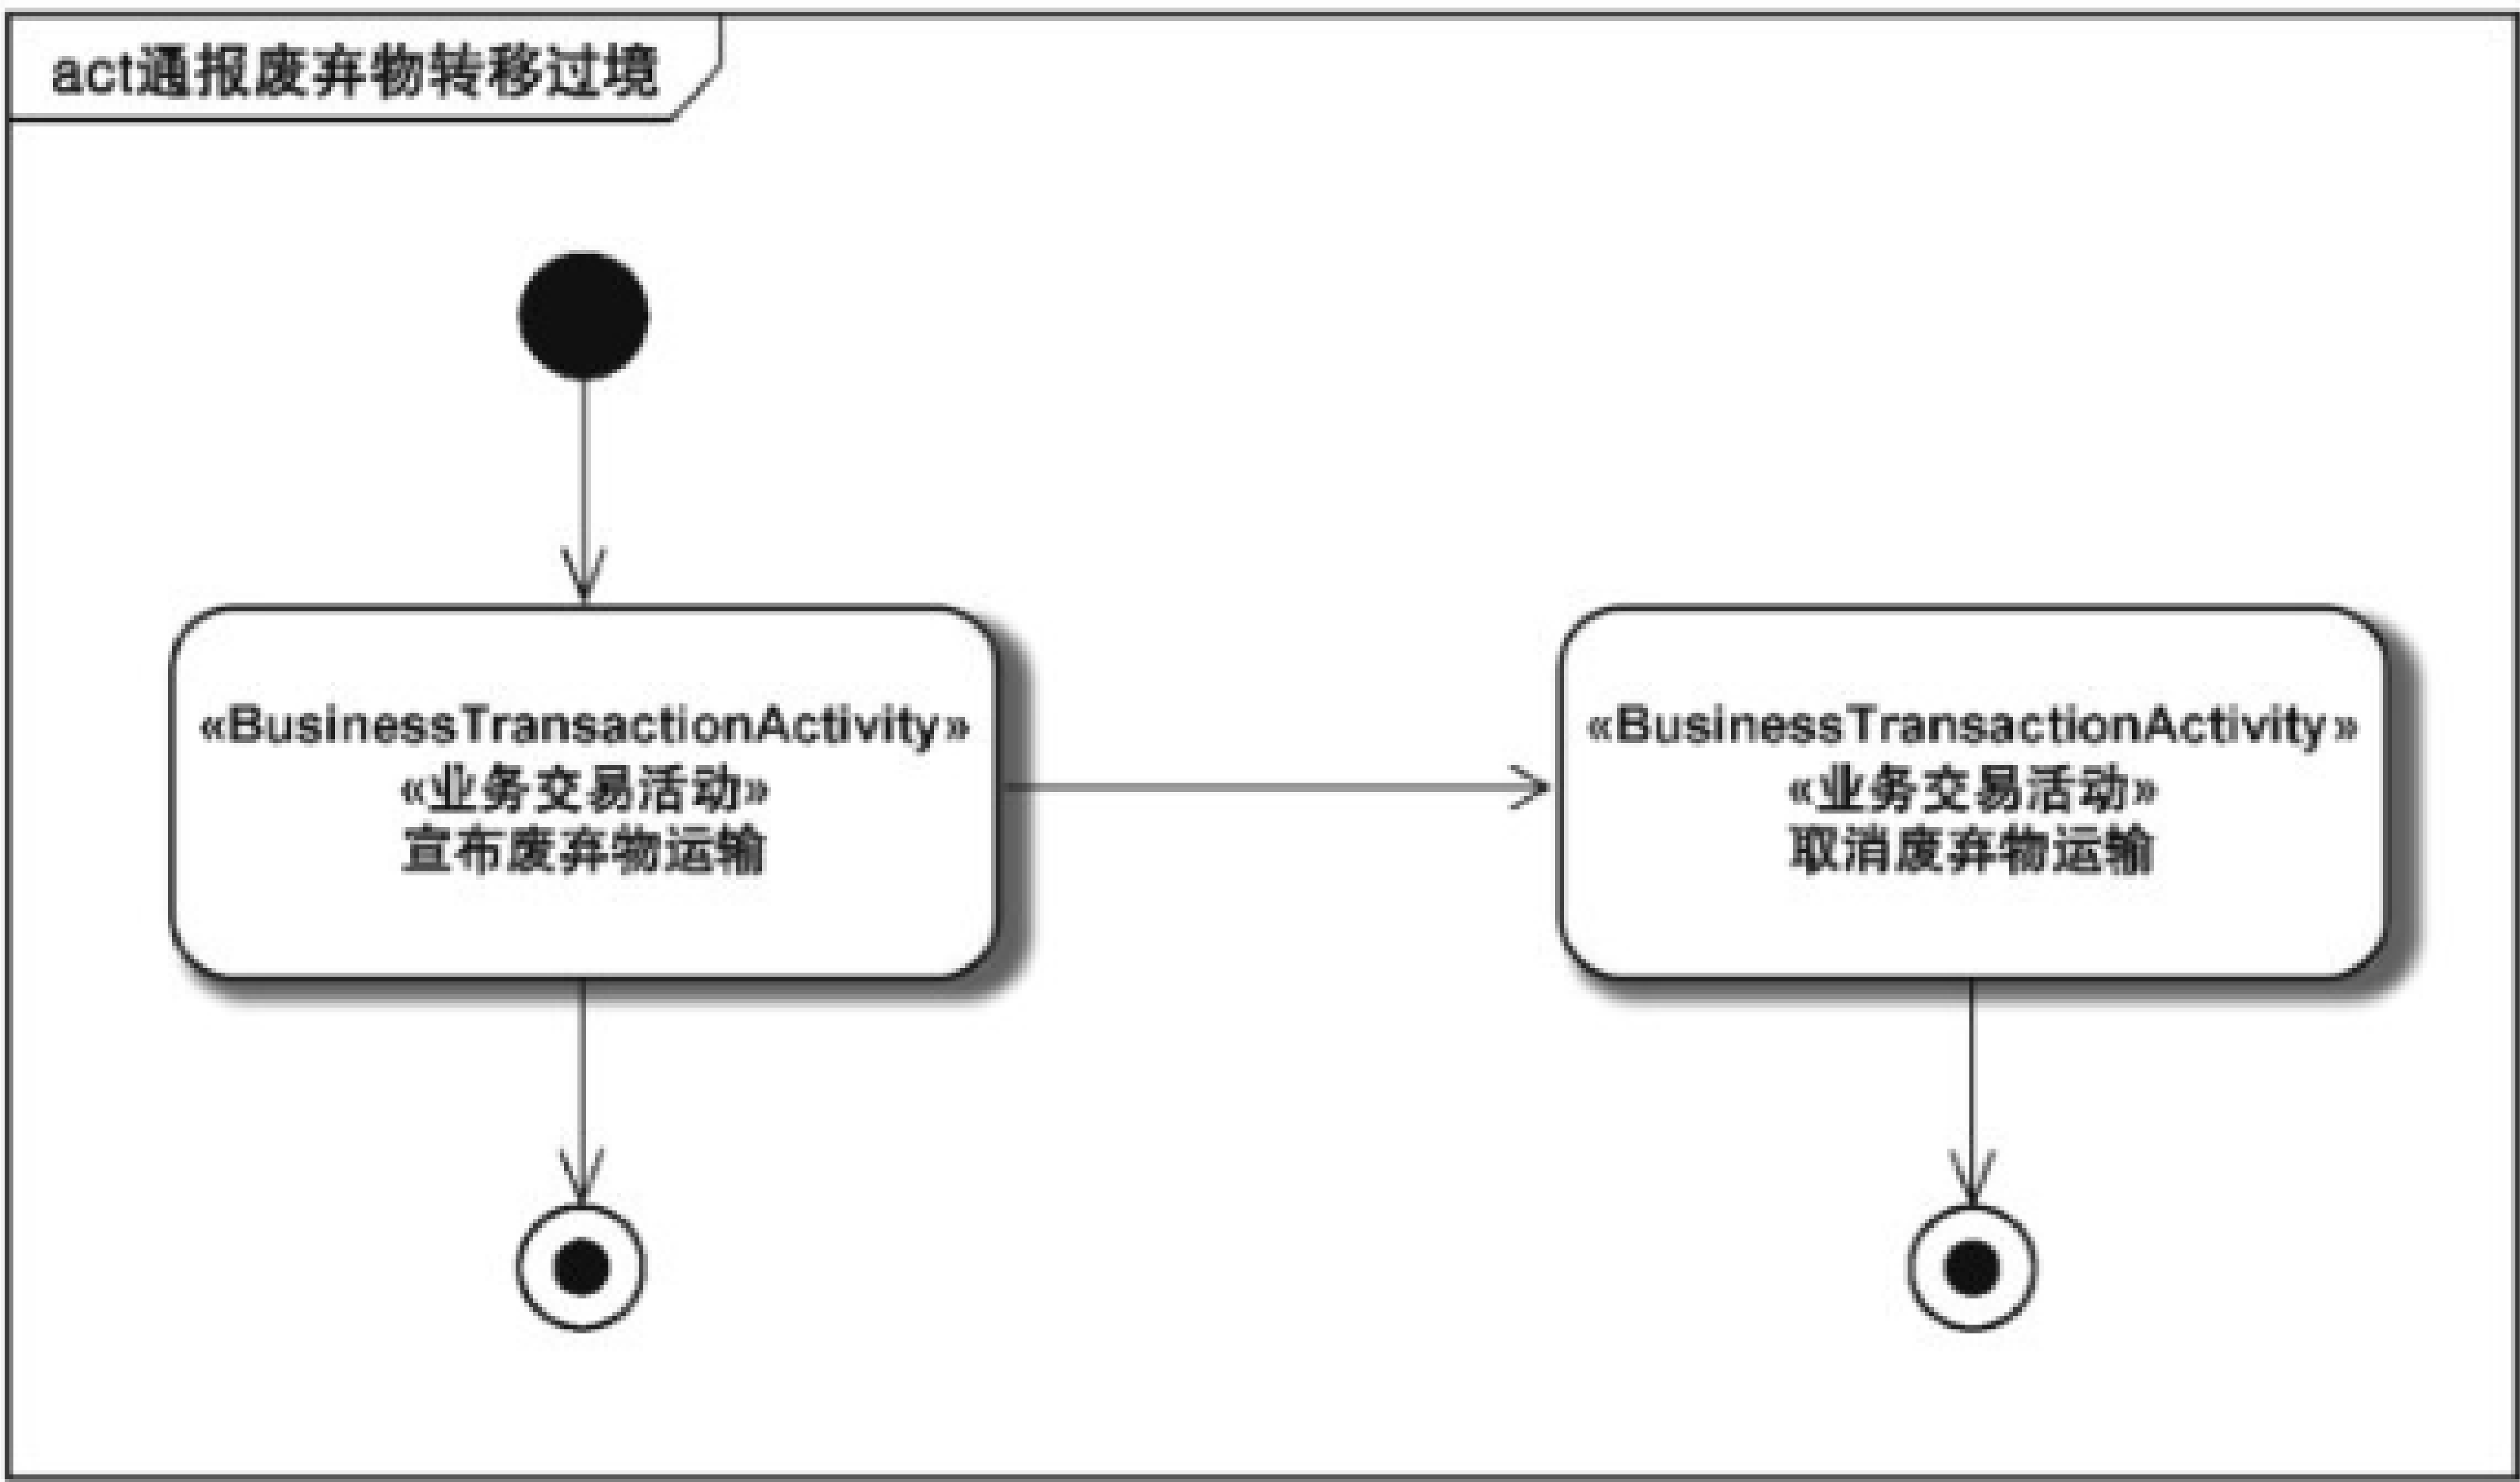 act通报废弃物转移过境
«BusinessTransactionActivity»
«业务交易活动»
宣布废弃物运输
«BusinessTransactionActivity»
«业务交易活动»
取消废弃物运输